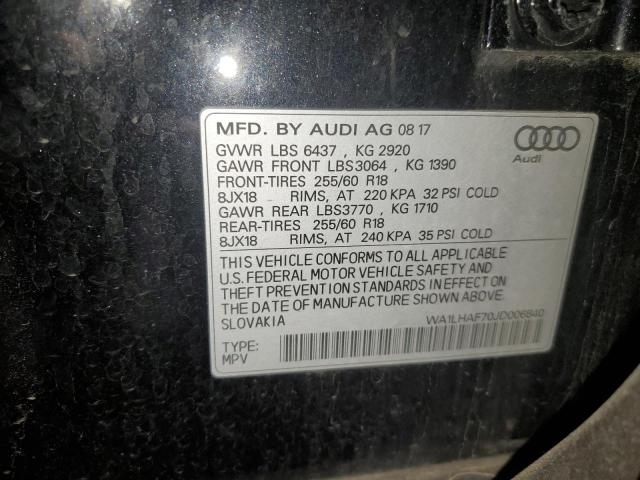 MFD. BY AUDI AG 08 17
GVWR LBS 6437 , KG 2920
GAWR FRONT LBS3064 , KG 1390
FRONT-TIRES 255/60 R18
8JX18 RIMS, AT 220 KPA 32 PSI COLD
GAWR REAR LBS3770 , KG 1710
REAR-TIRES 255/60 R18
8JX18 RIMS, AT 240 KPA 35 PSI COLD
Audi
THIS VEHICLE CONFORMS TO ALL APPLICABLE
U.S. FEDERAL MOTOR VEHICLE SAFETY AND
THEFT PREVENTION STANDARDS IN EFFECT ON
THE DATE OF MANUFACTURE SHOWN ABOVE.
SLOVAKIA
WA1LHAF70JD006840
TYPE:
MPV